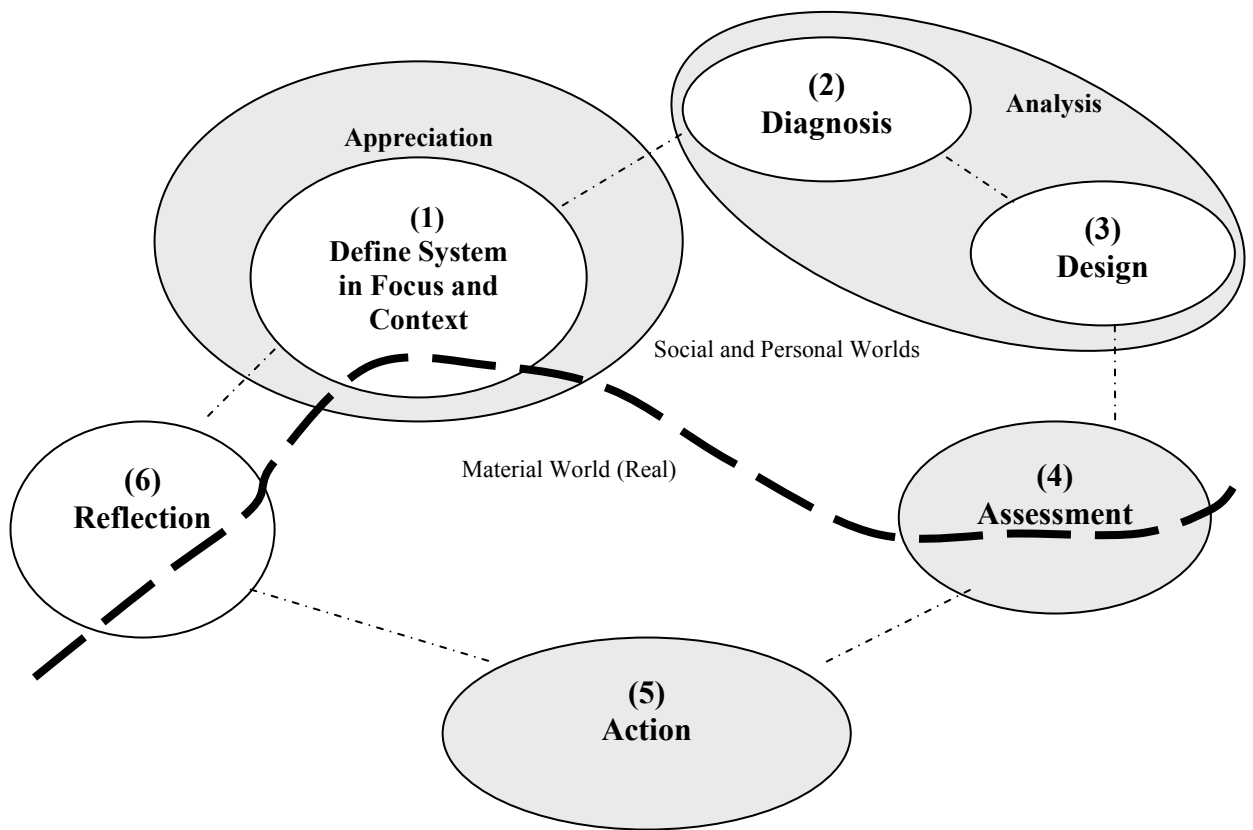 Appreciation
(1)
Define System
in Focus and
Context
(2)
Diagnosis
Analysis
(3)
Design
Social and Personal Worlds
Material World (Real)
(4)
Assessment
(5)
Action
(6)
Reflection